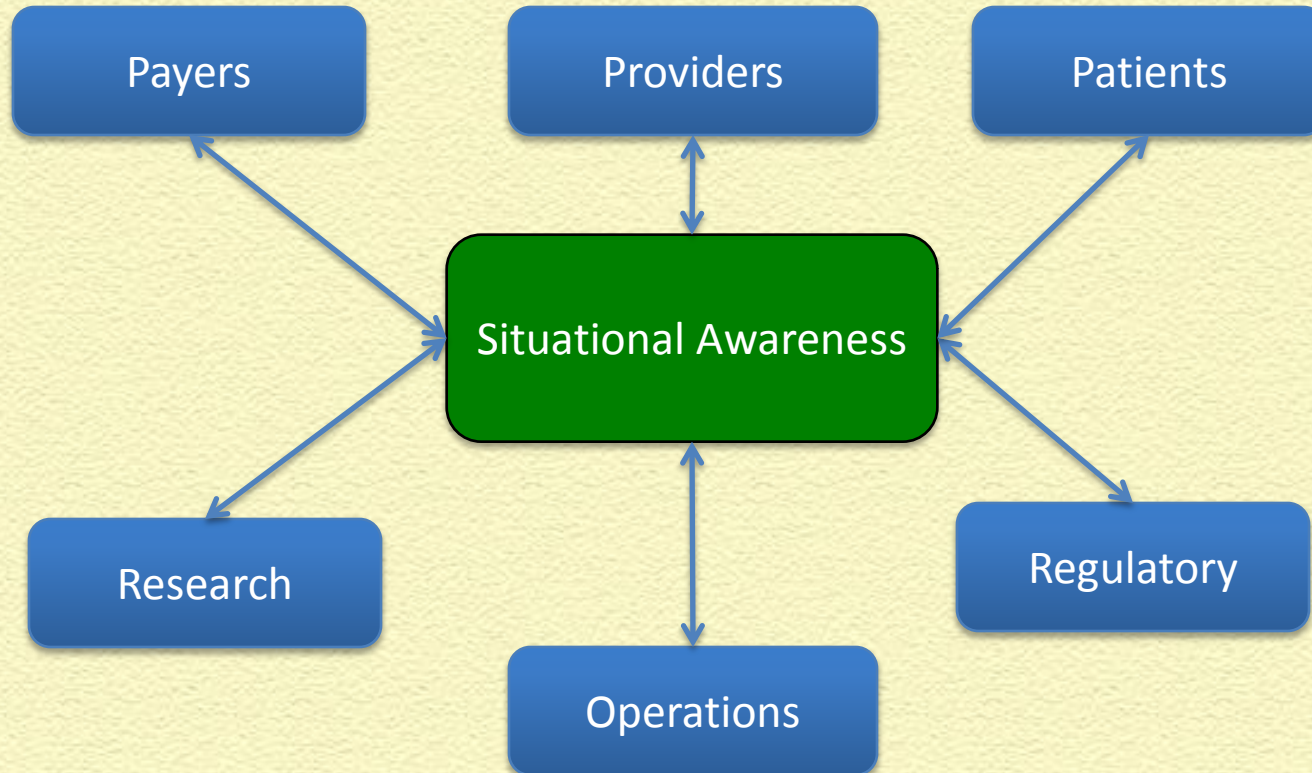 Payers
Providers
Patients
Situational Awareness
Research
Regulatory
Operations